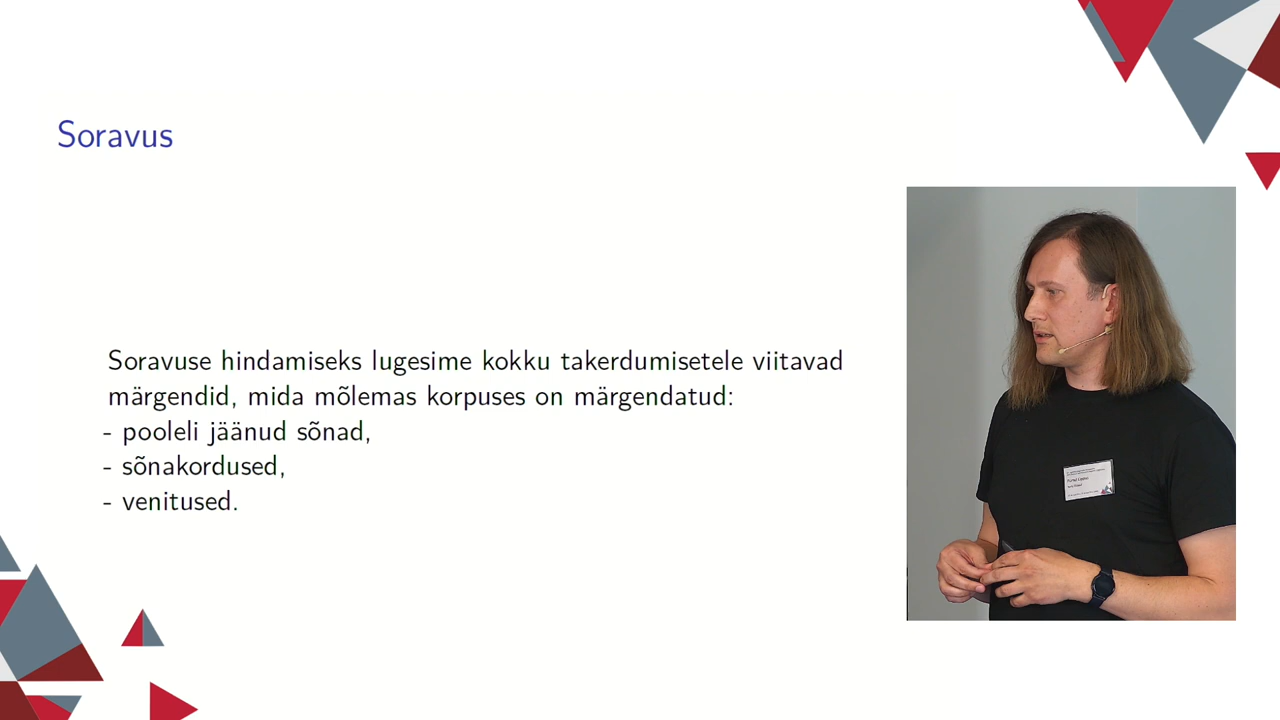 Soravus
Soravuse hindamiseks lugesime kokku takerdumisetele viitavad
märgendid, mida mõlemas korpuses on märgendatud:
- pooleli jäänud sõnad,
- sõnakordused,
- venitused.